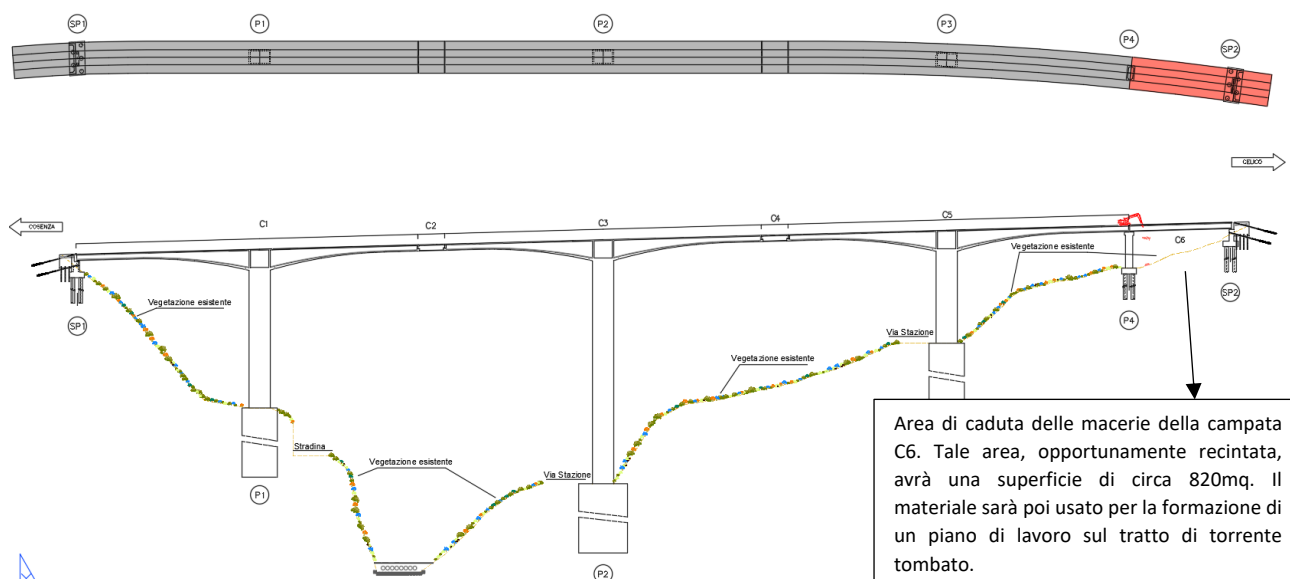 SP1
P1
P2
P3
P4
SP2
CELICO
COSENZA
C1
C2
C3
C4
C5
C6
Vegetazione esistente
Vegetazione esistente
SP1
SP2
P4
Via Stazione
Vegetazione esistente
Stradina
Vegetazione esistente
Via Stazione
P1
P2
Area di caduta delle macerie della campata
C6. Tale area, opportunamente recintata,
avrà una superficie di circa 820mq. Il
materiale sarà poi usato per la formazione di
un piano di lavoro sul tratto di torrente
tombato.